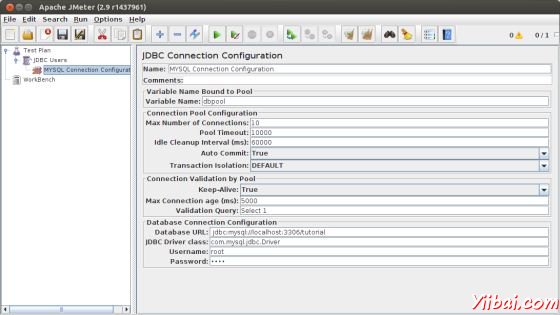 Apache JMeter (2.9 r1437961)
File Edit Search Run Options Help
0 0 / 1
Test Plan
JDBC Users
MYSQL Connection Configurat
WorkBench
JDBC Connection Configuration
Name: MYSQL Connection Configuration
Comments:
Variable Name Bound to Pool
Variable Name: dbpool
Connection Pool Configuration
Max Number of Connections: 10
Pool Timeout: 10000
Idle Cleanup Interval (ms): 60000
Auto Commit: True
Transaction Isolation: DEFAULT
Connection Validation by Pool
Keep-Alive: True
Max Connection age (ms): 5000
Validation Query: Select 1
Database Connection Configuration
Database URL: jdbc:mysql://localhost:3306/tutorial
JDBC Driver class: com.mysql.jdbc.Driver
Username: root
Password: ••••
Yiibai.com